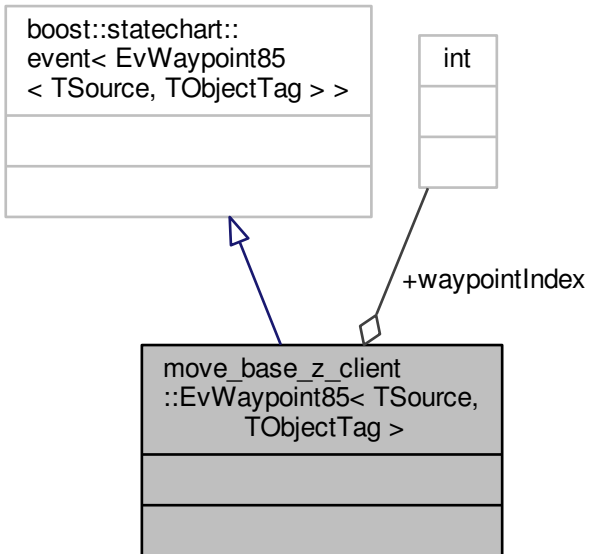 boost::statechart::
event< EvWaypoint85
< TSource, TObjectTag > >
int
+waypointIndex
move_base_z_client
::EvWaypoint85< TSource,
TObjectTag >